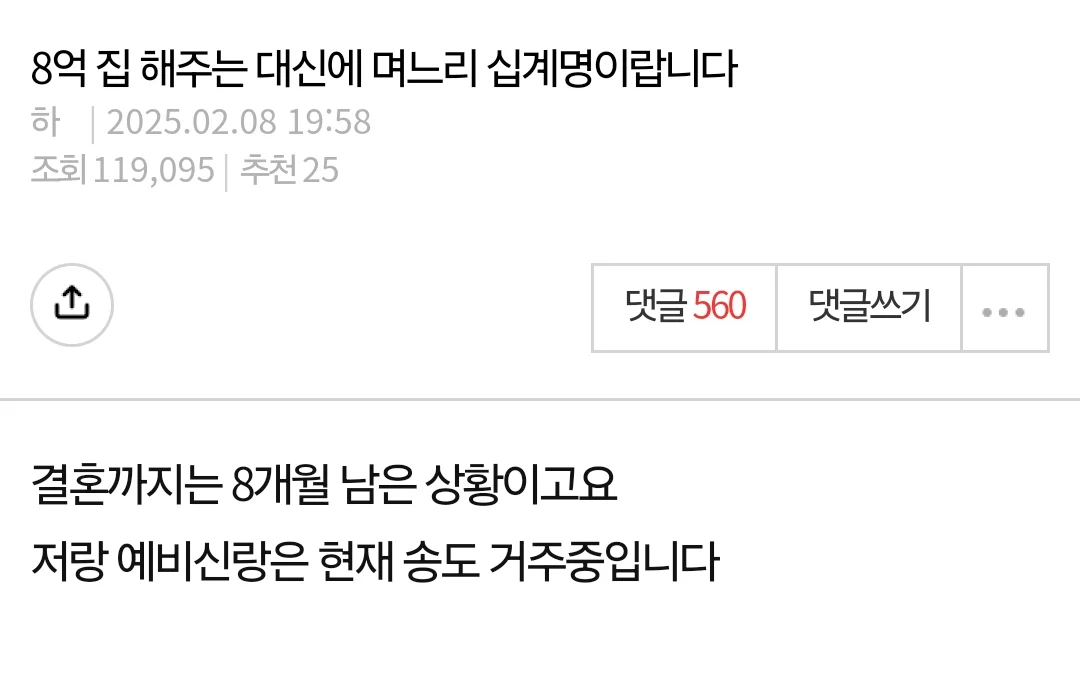 8억 집 해주는 대신에 며느리 십계명이랍니다
하 | 2025.02.08 19:58
조회 119,095 | 추천 25
댓글 560 댓글쓰기 ...
결혼까지는 8개월 남은 상황이고요
저랑 예비신랑은 현재 송도 거주중입니다